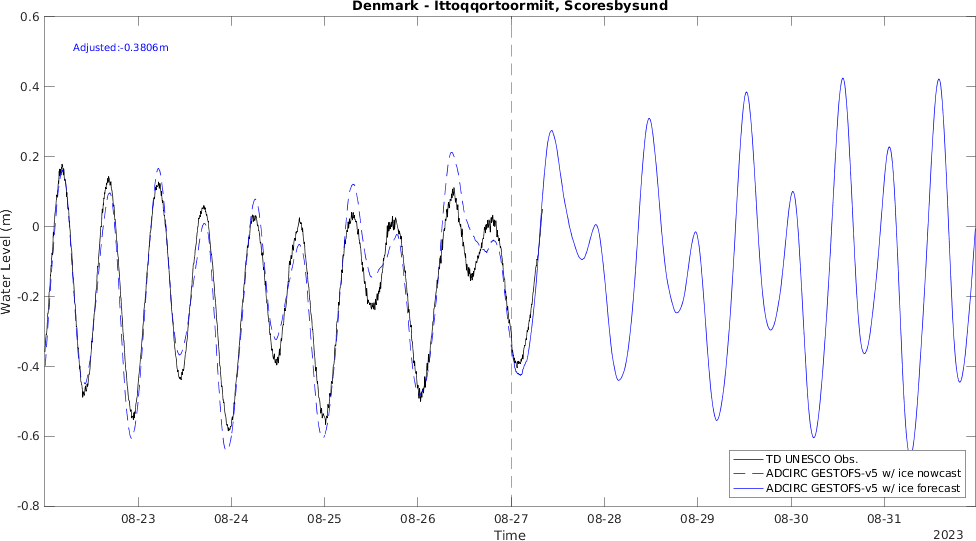 Denmark - Ittoqqortoormiit, Scoresbysund
Adjusted:-0.3806m
0.6
0.4
0.2
0
-0.2
-0.4
-0.6
-0.8
Water Level (m)
TD UNESCO Obs.
ADCIRC GESTOFS-v5 w/ ice nowcast
ADCIRC GESTOFS-v5 w/ ice forecast
08-23 08-24 08-25 08-26 08-27 08-28 08-29 08-30 08-31
Time
2023